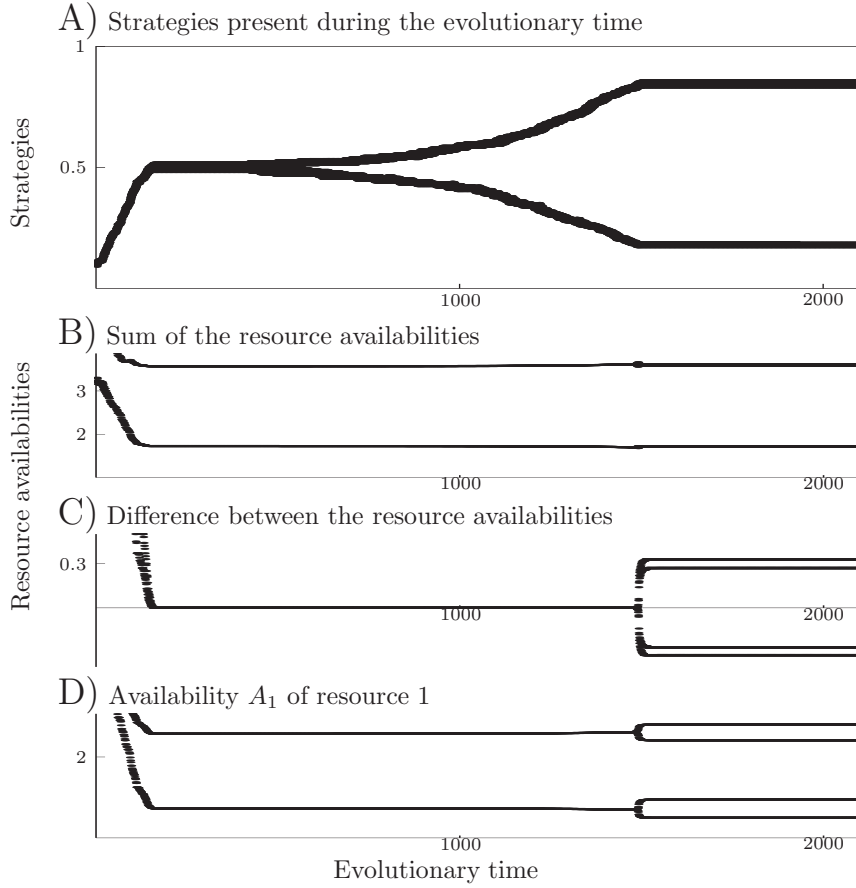 A) Strategies present during the evolutionary time
1
0.5
Strategies
1000 2000
B) Sum of the resource availabilities
3
2
1000 2000
Resource availabilities
C) Difference between the resource availabilities
0.3
1000 2000
D) Availability A₁ of resource 1
2
1000 2000
Evolutionary time